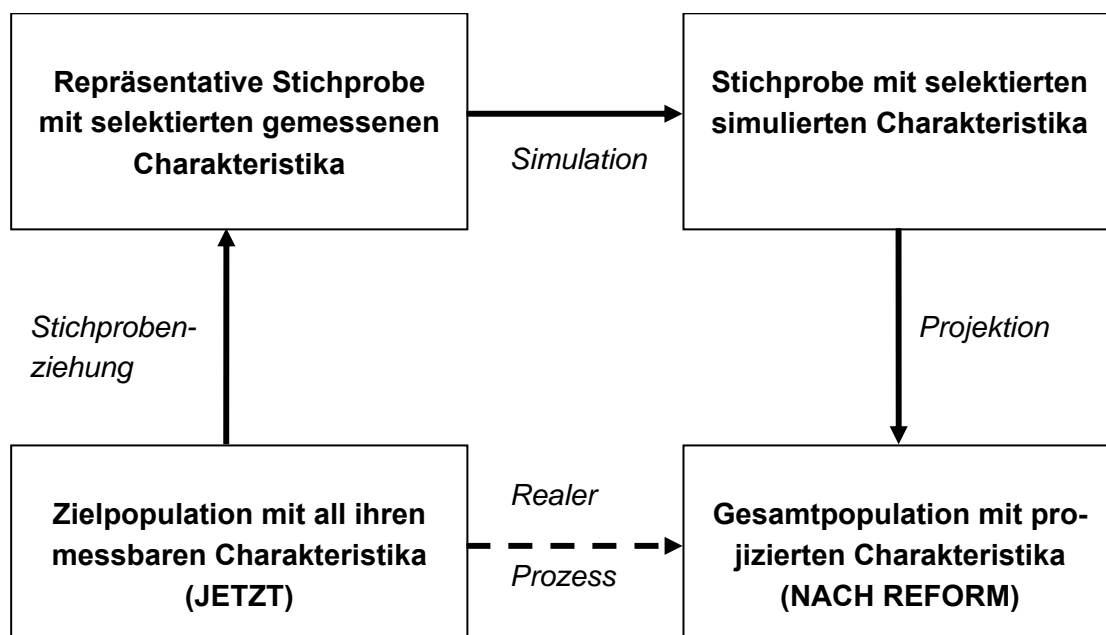 Repräsentative Stichprobe
mit selektierten gemessenen
Charakteristika
Simulation
Stichprobe mit selektierten
simulierten Charakteristika
Stichproben-
ziehung
Projektion
Zielpopulation mit all ihren
messbaren Charakteristika
(JETZT)
Realer
Prozess
Gesamtpopulation mit pro-
jizierten Charakteristika
(NACH REFORM)